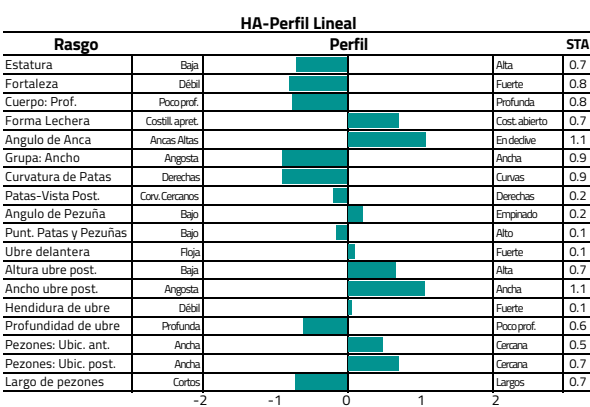 HA-Perfil Lineal
Rasgo Perfil STA
Estatura Baja Alta 0.7
Fortaleza Débil Fuerte 0.8
Cuerpo: Prof. Poco prof. Profunda 0.8
Forma Lechera Costill. apret. Cost. abierto 0.7
Angulo de Anca Ancas Altas En declive 1.1
Grupa: Ancho Angosta Ancha 0.9
Curvatura de Patas Derechas Curvas 0.9
Patas-Vista Post. Corv. Cercanos Derechas 0.2
Angulo de Pezuña Bajo Empinado 0.2
Punt. Patas y Pezuñas Bajo Alto 0.1
Ubre delantera Floja Fuerte 0.1
Altura ubre post. Baja Alta 0.7
Ancho ubre post. Angosta Ancha 1.1
Hendidura de ubre Débil Fuerte 0.1
Profundidad de ubre Profunda Poco prof. 0.6
Pezones: Ubic. ant. Ancha Cercana 0.5
Pezones: Ubic. post. Ancha Cercana 0.7
Largo de pezones Cortos Largos 0.7
-2 -1 0 1 2